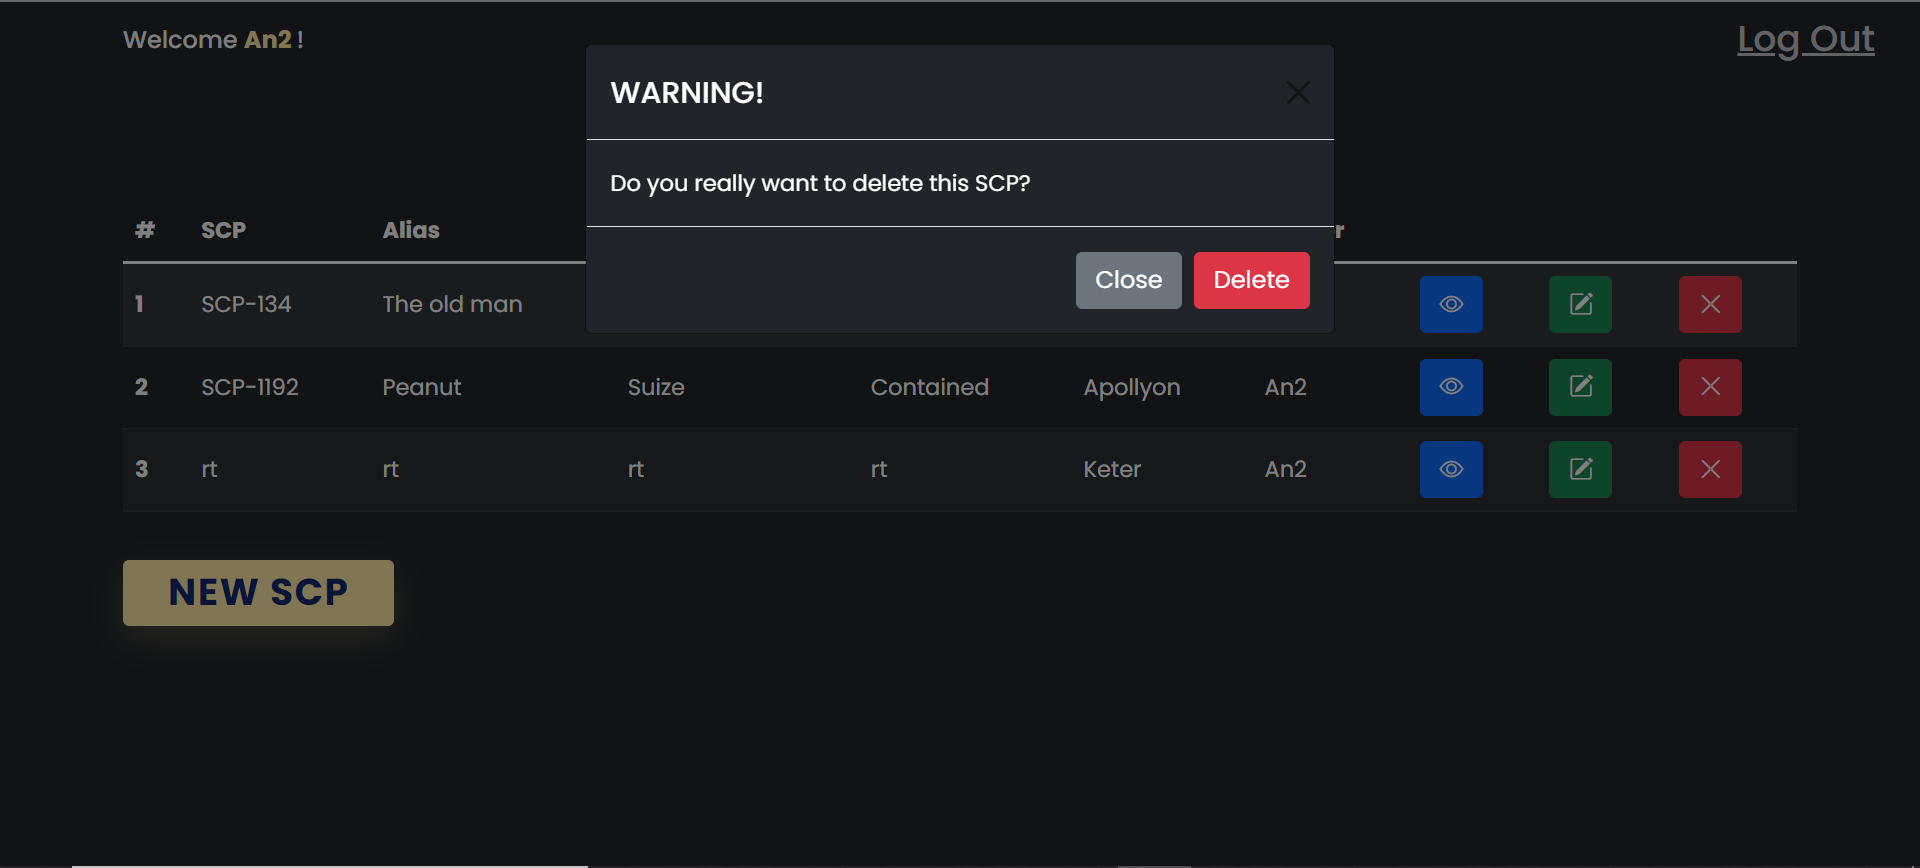 Welcome An2 !
Log Out
WARNING!
Do you really want to delete this SCP?
Close Delete
# SCP Alias
1 SCP-134 The old man
2 SCP-1192 Peanut Suize Contained Apollyon An2
3 rt rt rt rt Keter An2
NEW SCP